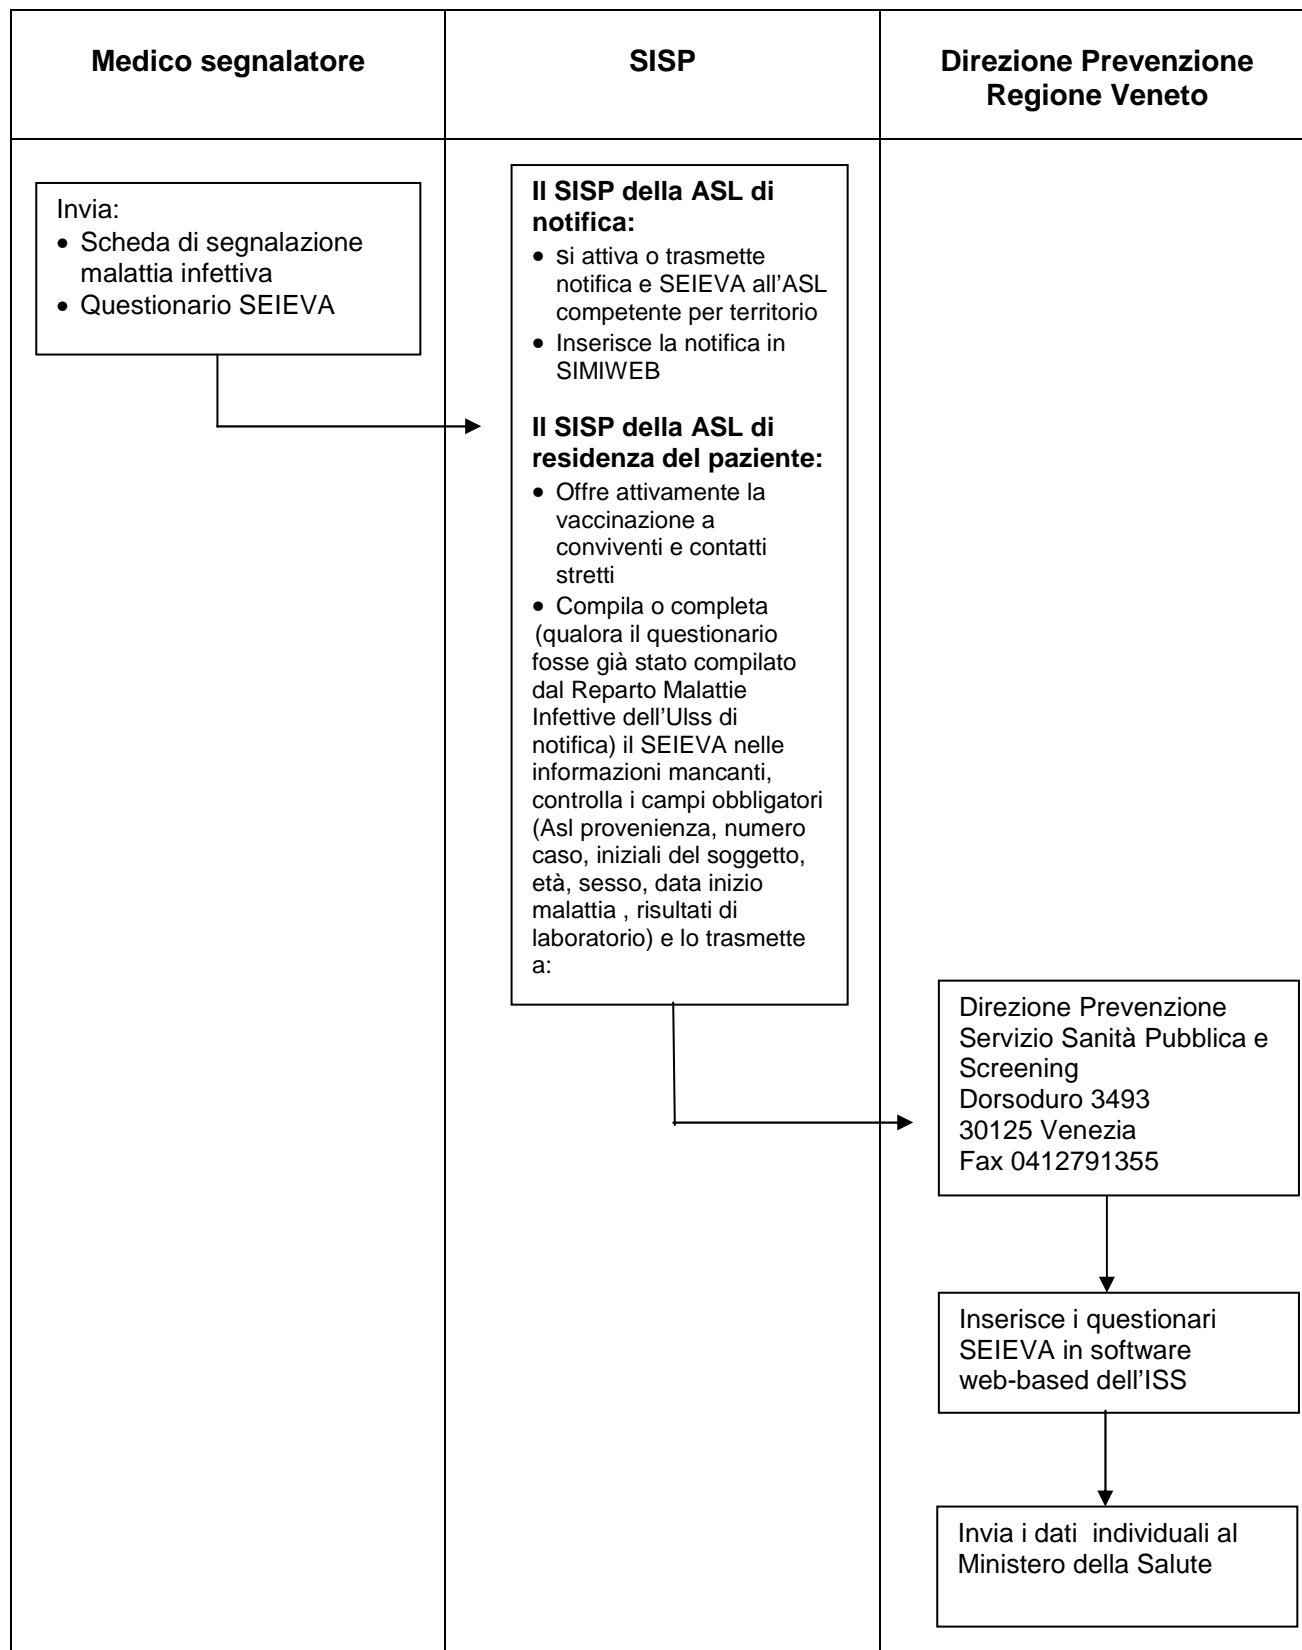 Medico segnalatore
SISP
Direzione Prevenzione
Regione Veneto
Invia:
• Scheda di segnalazione
malattia infettiva
• Questionario SEIEVA
Il SISP della ASL di
notifica:
• si attiva o trasmette
notifica e SEIEVA all’ASL
competente per territorio
• Inserisce la notifica in
SIMIWEB
Il SISP della ASL di
residenza del paziente:
• Offre attivamente la
vaccinazione a
conviventi e contatti
stretti
• Compila o completa
(qualora il questionario
fosse già stato compilato
dal Reparto Malattie
Infettive dell’Ulss di
notifica) il SEIEVA nelle
informazioni mancanti,
controlla i campi obbligatori
(Asl provenienza, numero
caso, iniziali del soggetto,
età, sesso, data inizio
malattia , risultati di
laboratorio) e lo trasmette
a:
Direzione Prevenzione
Servizio Sanità Pubblica e
Screening
Dorsoduro 3493
30125 Venezia
Fax 0412791355
Inserisce i questionari
SEIEVA in software
web-based dell’ISS
Invia i dati  individuali al
Ministero della Salute